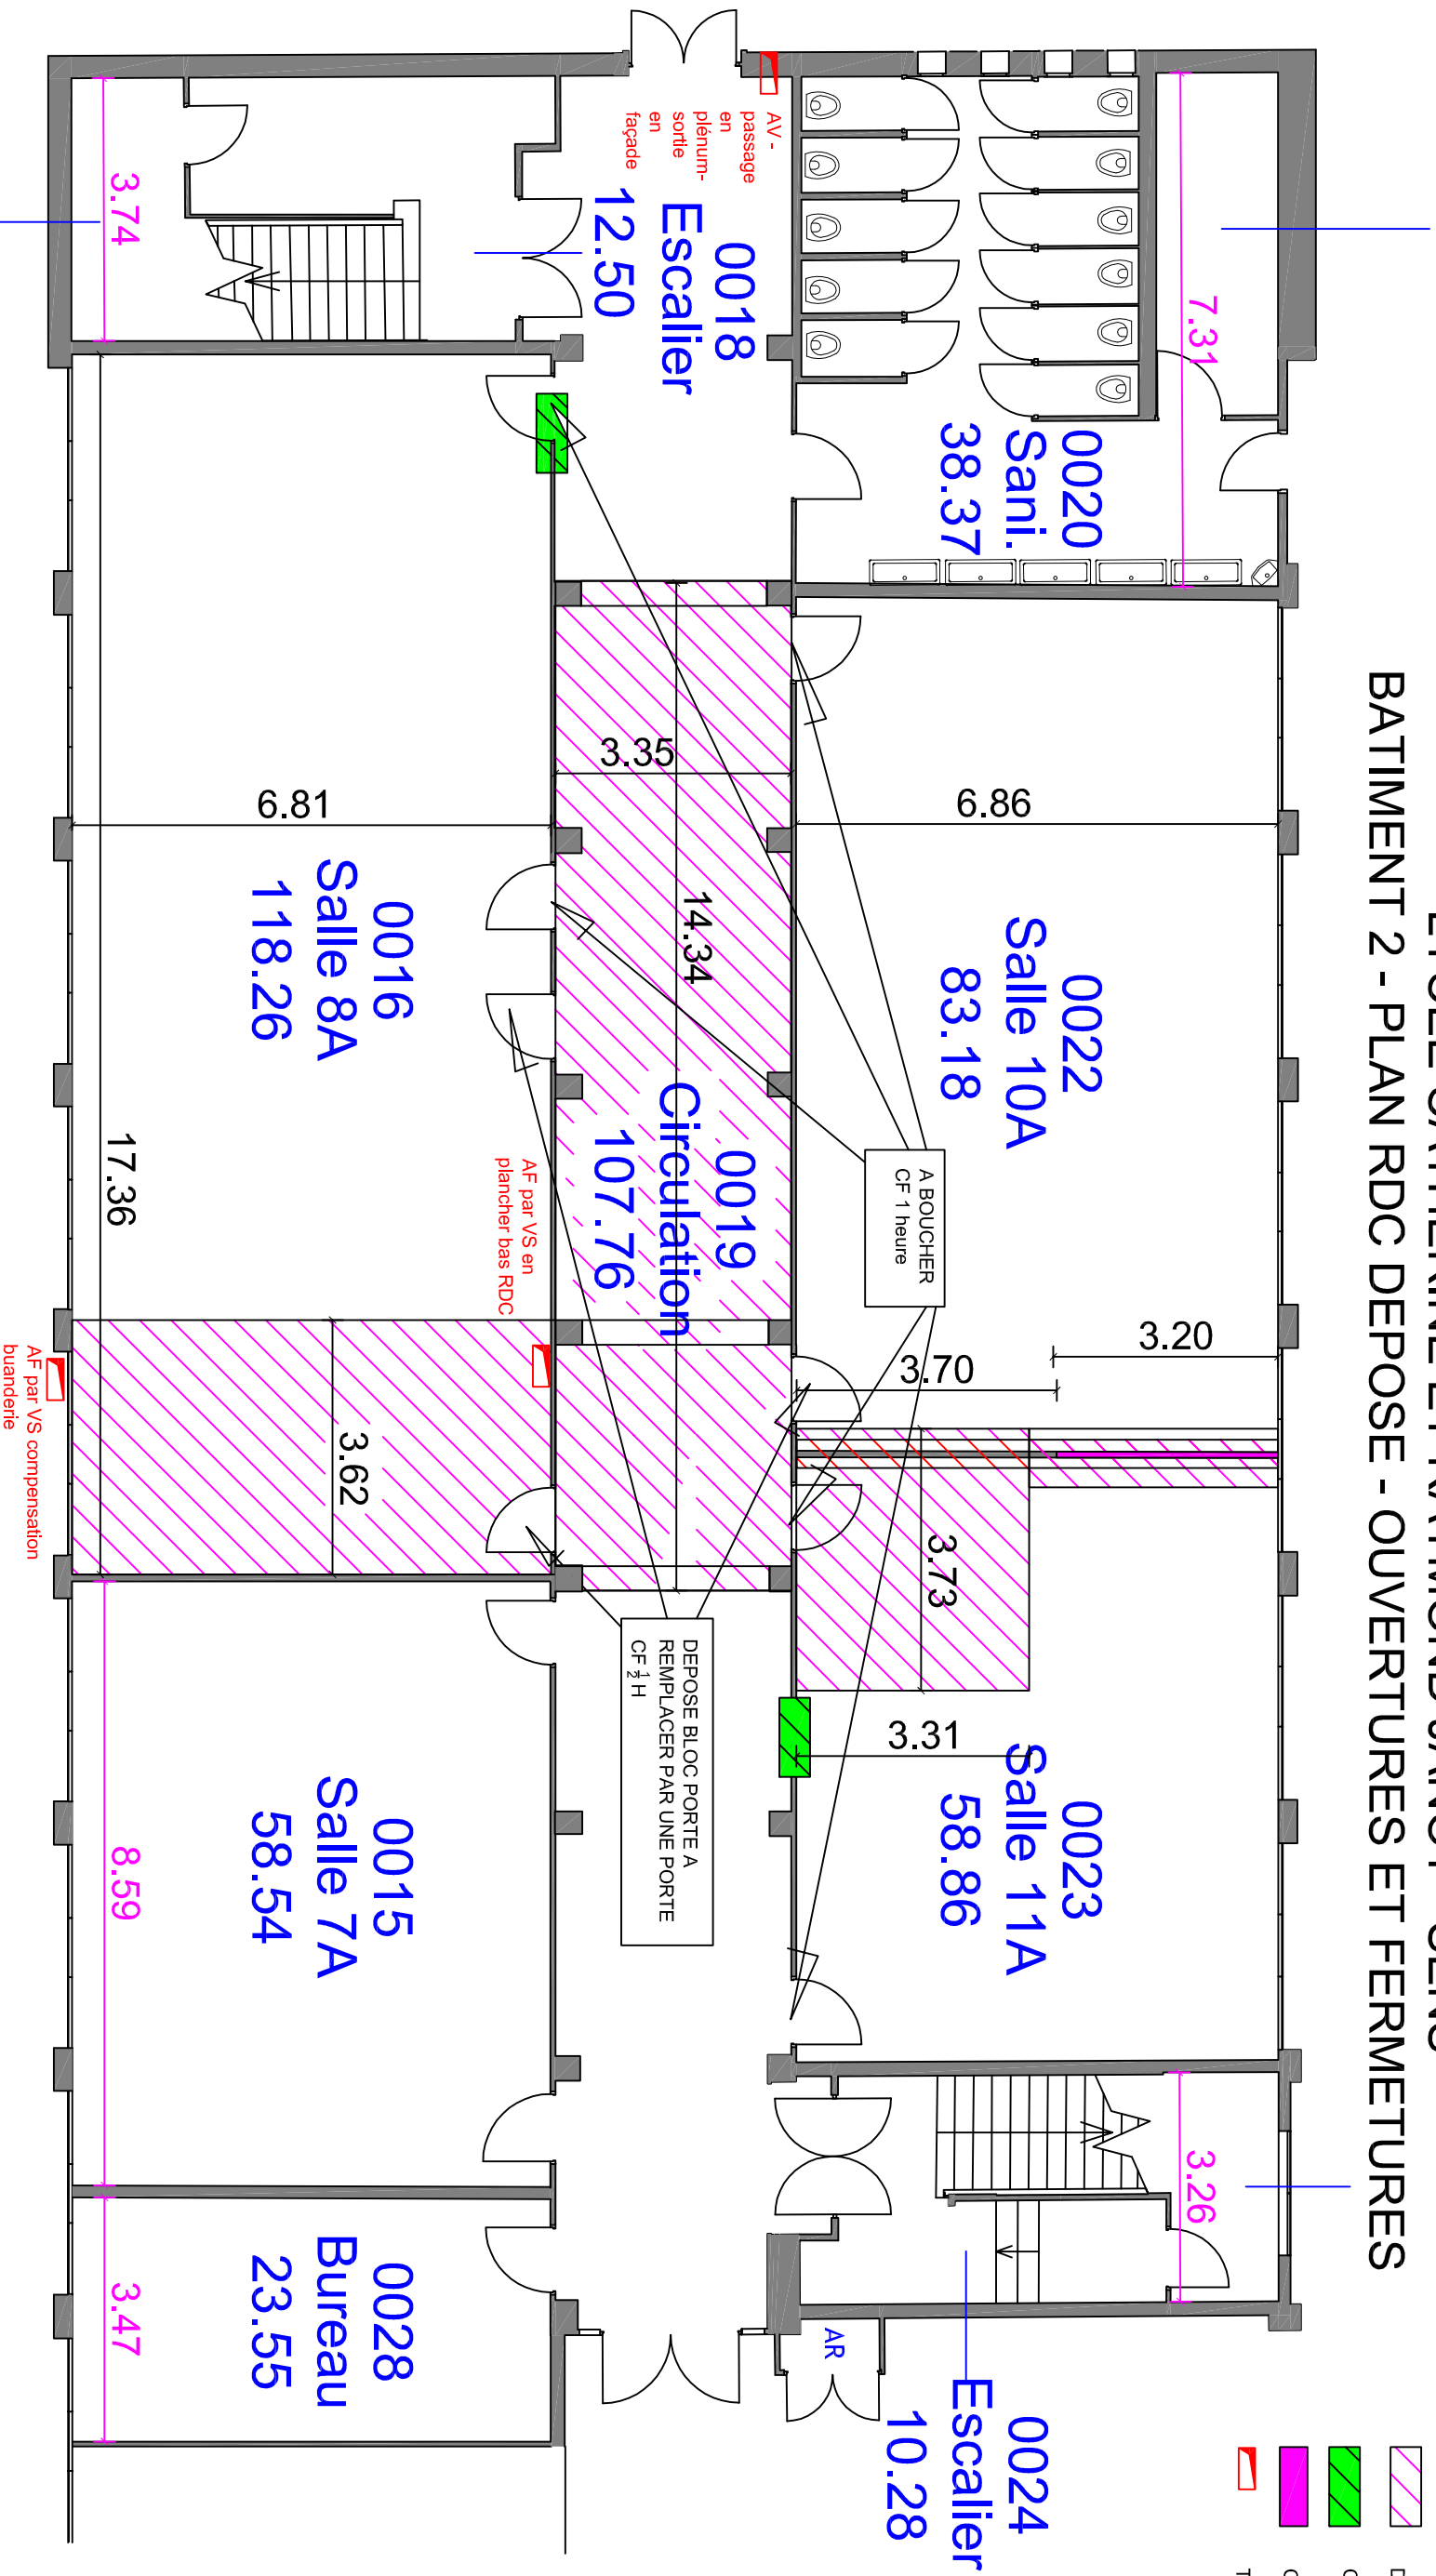 BATIMENT 2 - PLAN RDC DEPOSE - OUVERTURES ET FERMETURES
7.31
0020
Sani.
38.37
AV -
passage
en
plénum-
sortie
en
façade
0018
Escalier
12.50
3.74
0022
Salle 10A
83.18
6.86
3.20
3.70
3.35
14.34
A BOUCHER
CF 1 heure
0019
Circulation
107.76
6.81
0016
Salle 8A
118.26
17.36
AF par VS en
plancher bas RDC
3.62
AF par VS compensation
buanderie
3.73
3.31
0023
Salle 11A
58.86
DEPOSE BLOC PORTE A
REMPLACER PAR UNE PORTE
CF ½ H
0015
Salle 7A
58.54
8.59
3.26
0024
Escalier
10.28
AR
0028
Bureau
23.55
3.47